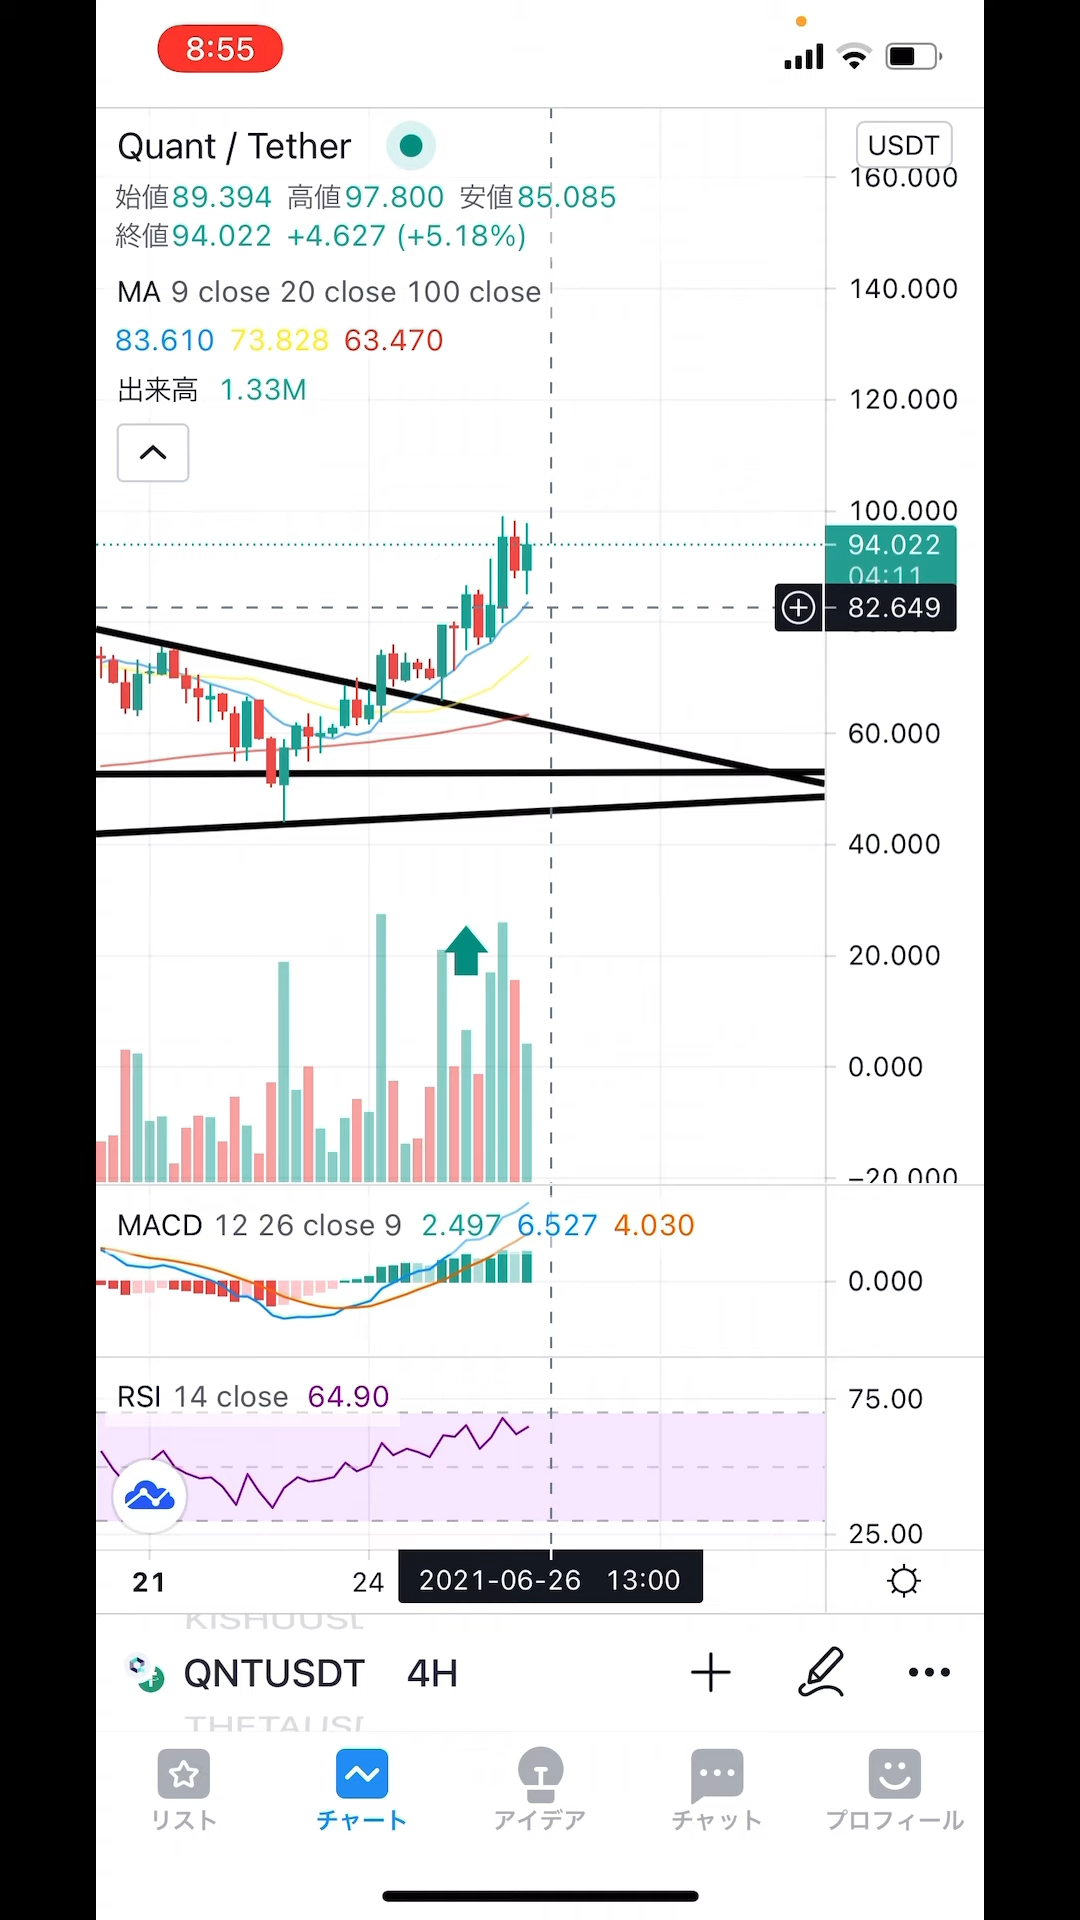 8:55
Quant / Tether
USDT
始値89.394 高値97.800 安値85.085
終値94.022 +4.627 (+5.18%)
MA 9 close 20 close 100 close
83.610 73.828 63.470
出来高 1.33M
160.000
140.000
120.000
100.000
94.022
04:11
82.649
60.000
40.000
20.000
0.000
-20.000
MACD 12 26 close 9 2.497 6.527 4.030
0.000
RSI 14 close 64.90
75.00
25.00
21 24 2021-06-26 13:00
QNTUSDT 4H
リスト チャート アイデア チャット プロフィール